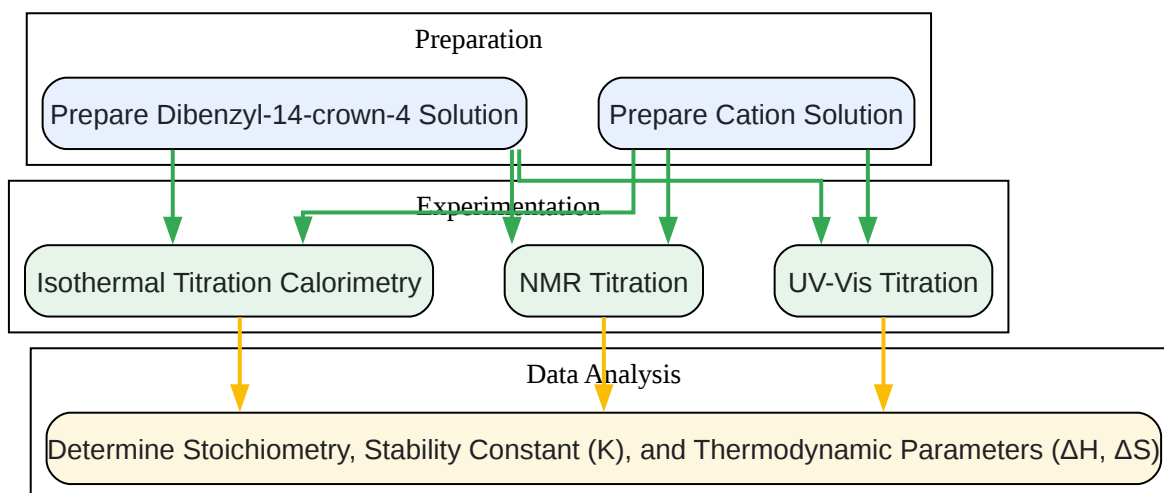 Preparation
Prepare Dibenzyl-14-crown-4 Solution
Prepare Cation Solution
Experimentation
Isothermal Titration Calorimetry
NMR Titration
UV-Vis Titration
Data Analysis
Determine Stoichiometry, Stability Constant (K), and Thermodynamic Parameters (ΔH, ΔS)